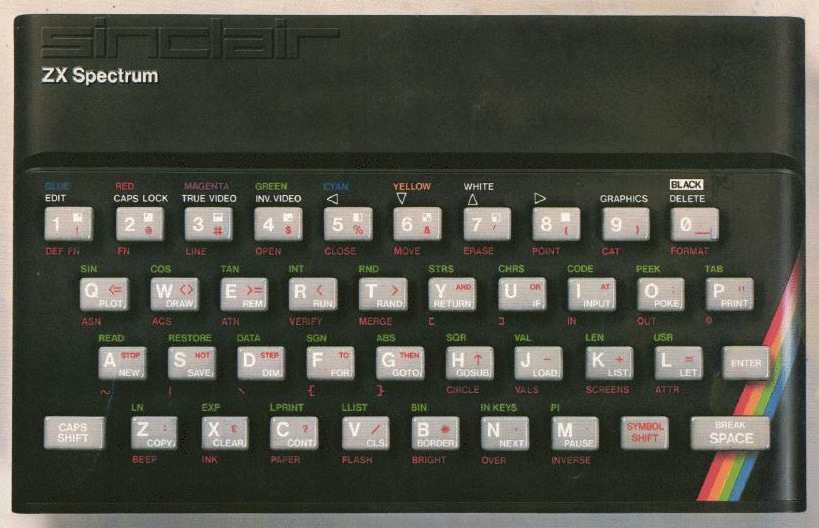 sinclair
ZX Spectrum
BLUE RED MAGENTA GREEN CYAN YELLOW WHITE BLACK
EDIT CAPS LOCK TRUE VIDEO INV. VIDEO ◁ ▽ △ ▷ GRAPHICS DELETE
1 ! 2 @ 3 # 4 $ 5 % 6 & 7 ' 8 ( 9 ) 0 _
DEF FN FN LINE OPEN CLOSE MOVE ERASE POINT CAT FORMAT
SIN COS TAN INT RND STRS CHRS CODE PEEK TAB
Q <= W <> E >= R < T > Y AND U OR I AT O ; P "
PLOT DRAW REM RUN RAND RETURN IF INPUT POKE PRINT
ASN ACS ATN VERIFY MERGE [ ] IN OUT ©
READ RESTORE DATA SGN ABS SQR VAL LEN USR
A STOP S NOT D STEP F TO G THEN H ↑ J - K + L = ENTER
NEW SAVE DIM FOR GOTO GOSUB LOAD LIST LET
~ | \ { } CIRCLE VALS SCREENS ATTR
LN EXP LPRINT LLIST BIN IN KEYS PI
CAPS SHIFT Z : X £ C ? V / B * N , M . SYMBOL SHIFT BREAK SPACE
COPY CLEAR CONT CLS BORDER NEXT PAUSE
BEEP INK PAPER FLASH BRIGHT OVER INVERSE